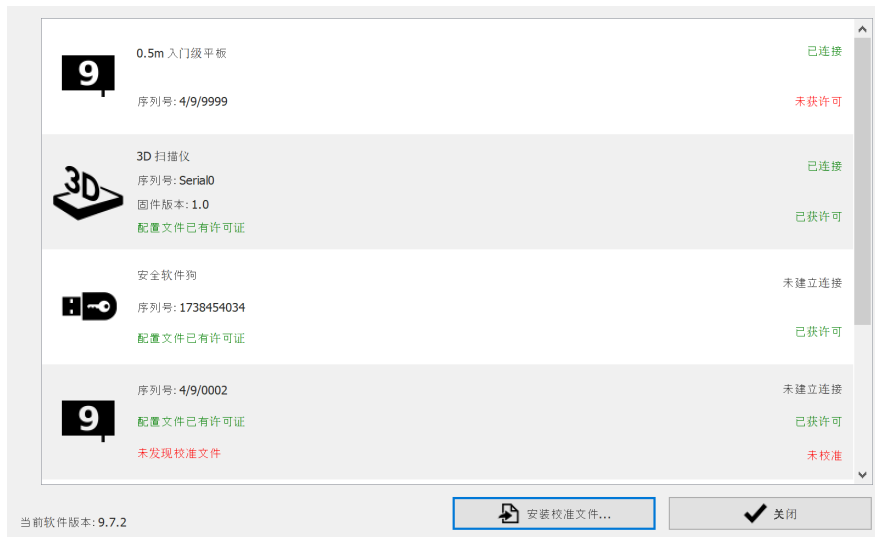 9
0.5m 入门级平板
已连接
序列号: 4/9/9999
未获许可
3D
3D 扫描仪
已连接
序列号: Serial0
固件版本: 1.0
已获许可
配置文件已有许可证
安全软件狗
未建立连接
序列号: 1738454034
已获许可
配置文件已有许可证
9
序列号: 4/9/0002
未建立连接
配置文件已有许可证
已获许可
未发现校准文件
未校准
当前软件版本: 9.7.2
安装校准文件...
关闭